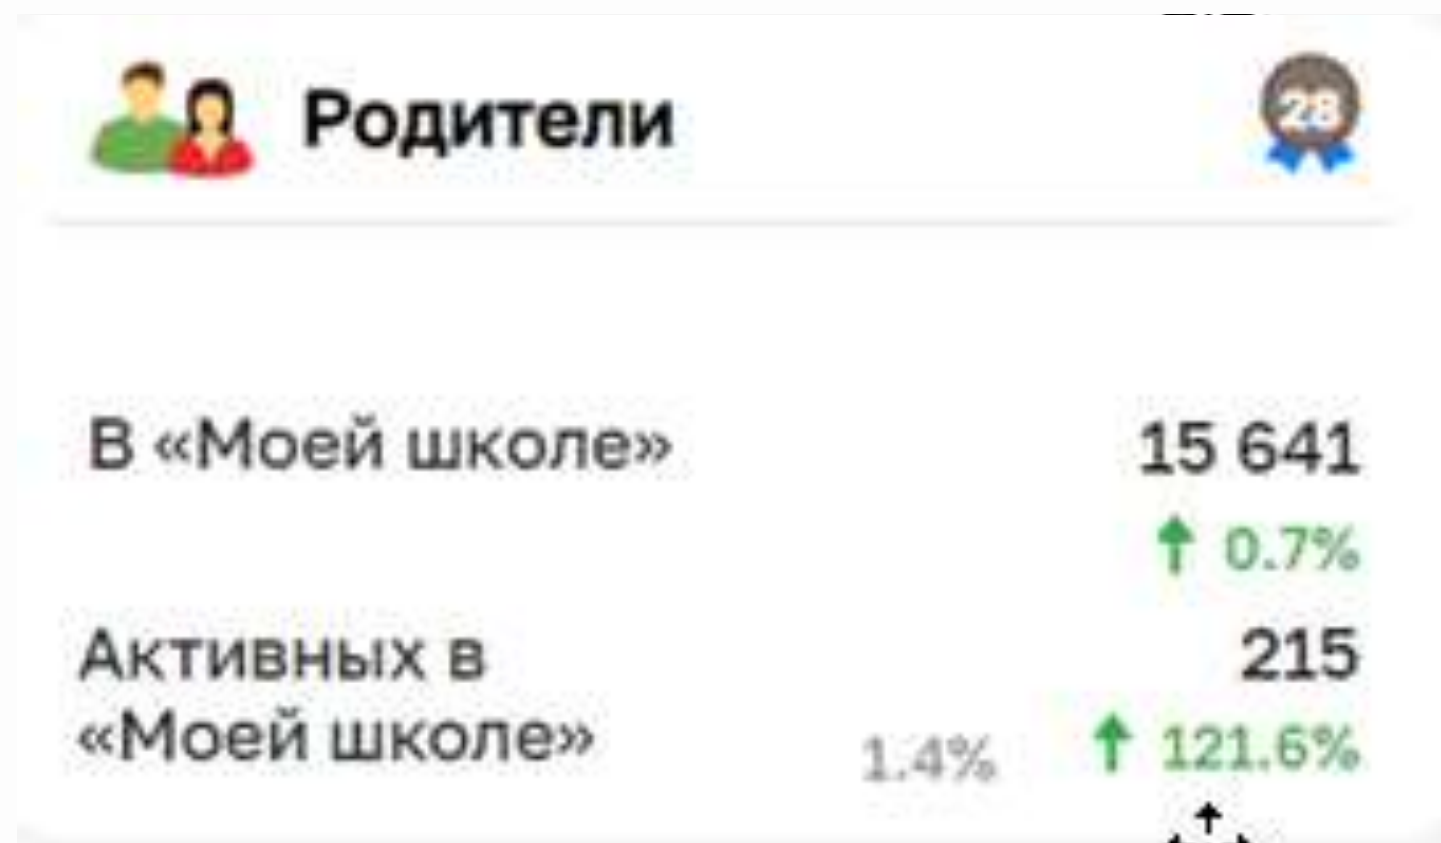 Родители
28
В «Моей школе»
15 641
↑ 0.7%
Активных в
215
«Моей школе»
1.4%
↑ 121.6%